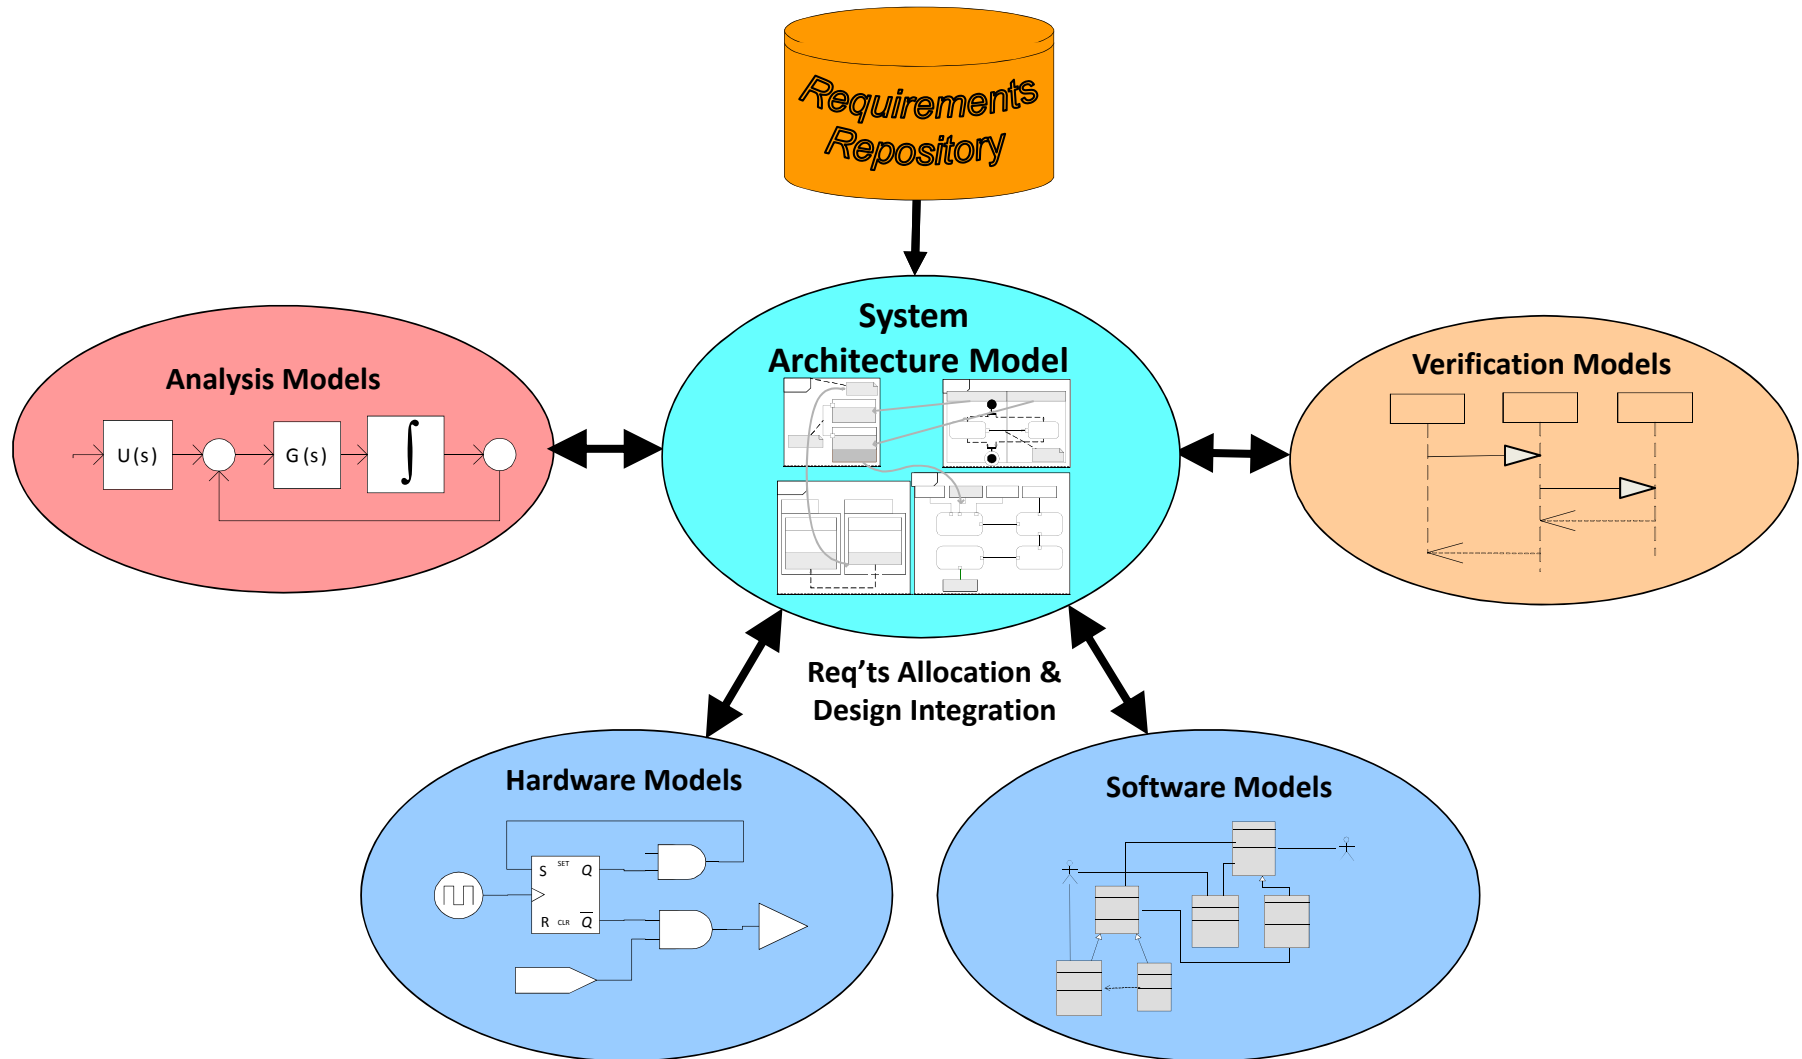 Requirements
Repository
System
Architecture Model
Analysis Models
U(s)
G(s)
∫
Verification Models
Req'ts Allocation &
Design Integration
Hardware Models
S SET Q
R CLR Q̅
Software Models